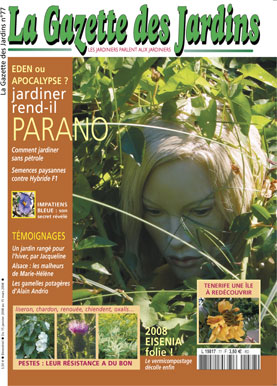 La Gazette des Jardins
LES JARDINIERS PARLENT AUX JARDINIERS
La Gazette des Jardins n°77
EDEN ou
APOCALYPSE ?
jardiner
rend-il
PARANO
Comment jardiner
sans pétrole
Semences paysannes
contre Hybride F1
IMPATIENS
BLEUE : son
secret révélé
TÉMOIGNAGES
Un jardin rangé pour
l'hiver, par Jacqueline
Alsace : les malheurs
de Marie-Hélène
Les gamelles potagères
d'Alain Andrio
liseron, chardon, renouée, chiendent, oxalis...
PESTES : LEUR RÉSISTANCE A DU BON
2008
EISENIA
folie !
Le vermicompostage
dévoile enfin
TENERIFE UNE ÎLE
À REDÉCOUVRIR